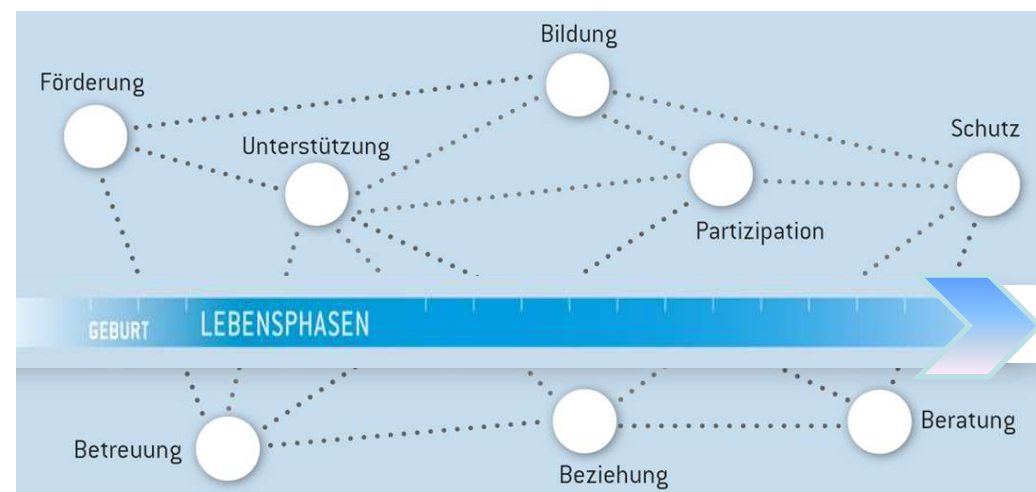 Bildung
Förderung
Schutz
Unterstützung
Partizipation
GEBURT
LEBENSPHASEN
Beratung
Betreuung
Beziehung